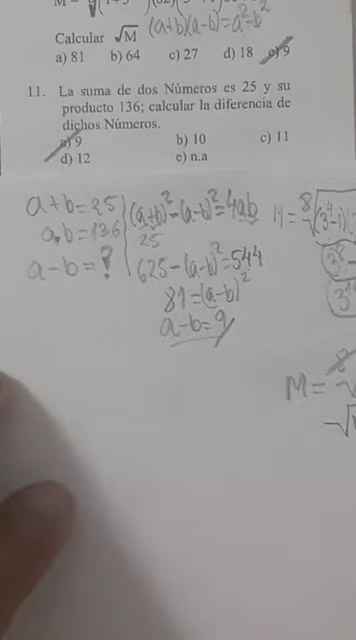 Calcular √M (a+b)(a-b)=a²-b²
a) 81 b) 64 c) 27 d) 18 e) 9
11. La suma de dos Números es 25 y su
producto 136; calcular la diferencia de
dichos Números.
a) 9 b) 10 c) 11
d) 12 e) n.a
a+b=25
a.b=136
a-b=?
(a+b)²-(a-b)²=4ab
25
625-(a-b)²=544
81=(a-b)²
a-b=9
M=